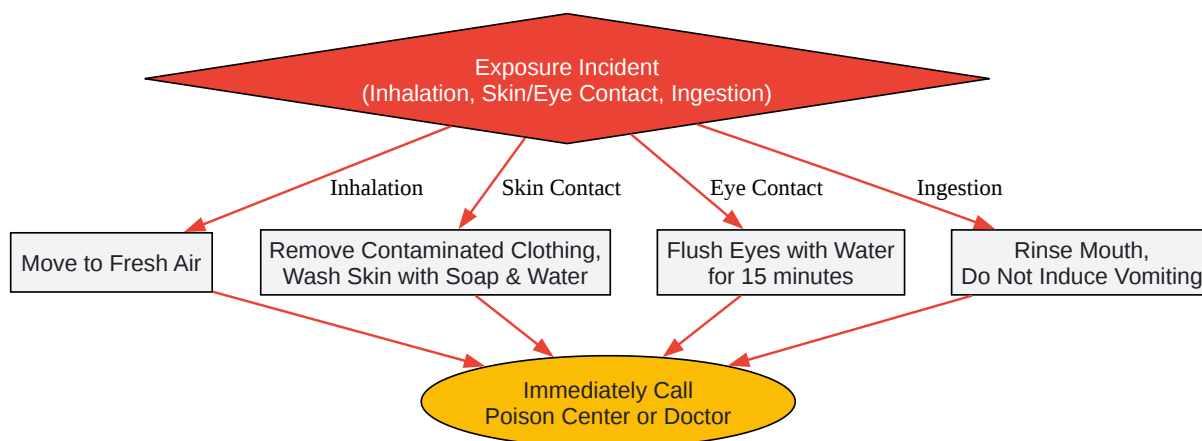 Exposure Incident
(Inhalation, Skin/Eye Contact, Ingestion)
Inhalation
Skin Contact
Eye Contact
Ingestion
Move to Fresh Air
Remove Contaminated Clothing,
Wash Skin with Soap & Water
Flush Eyes with Water
for 15 minutes
Rinse Mouth,
Do Not Induce Vomiting
Immediately Call
Poison Center or Doctor